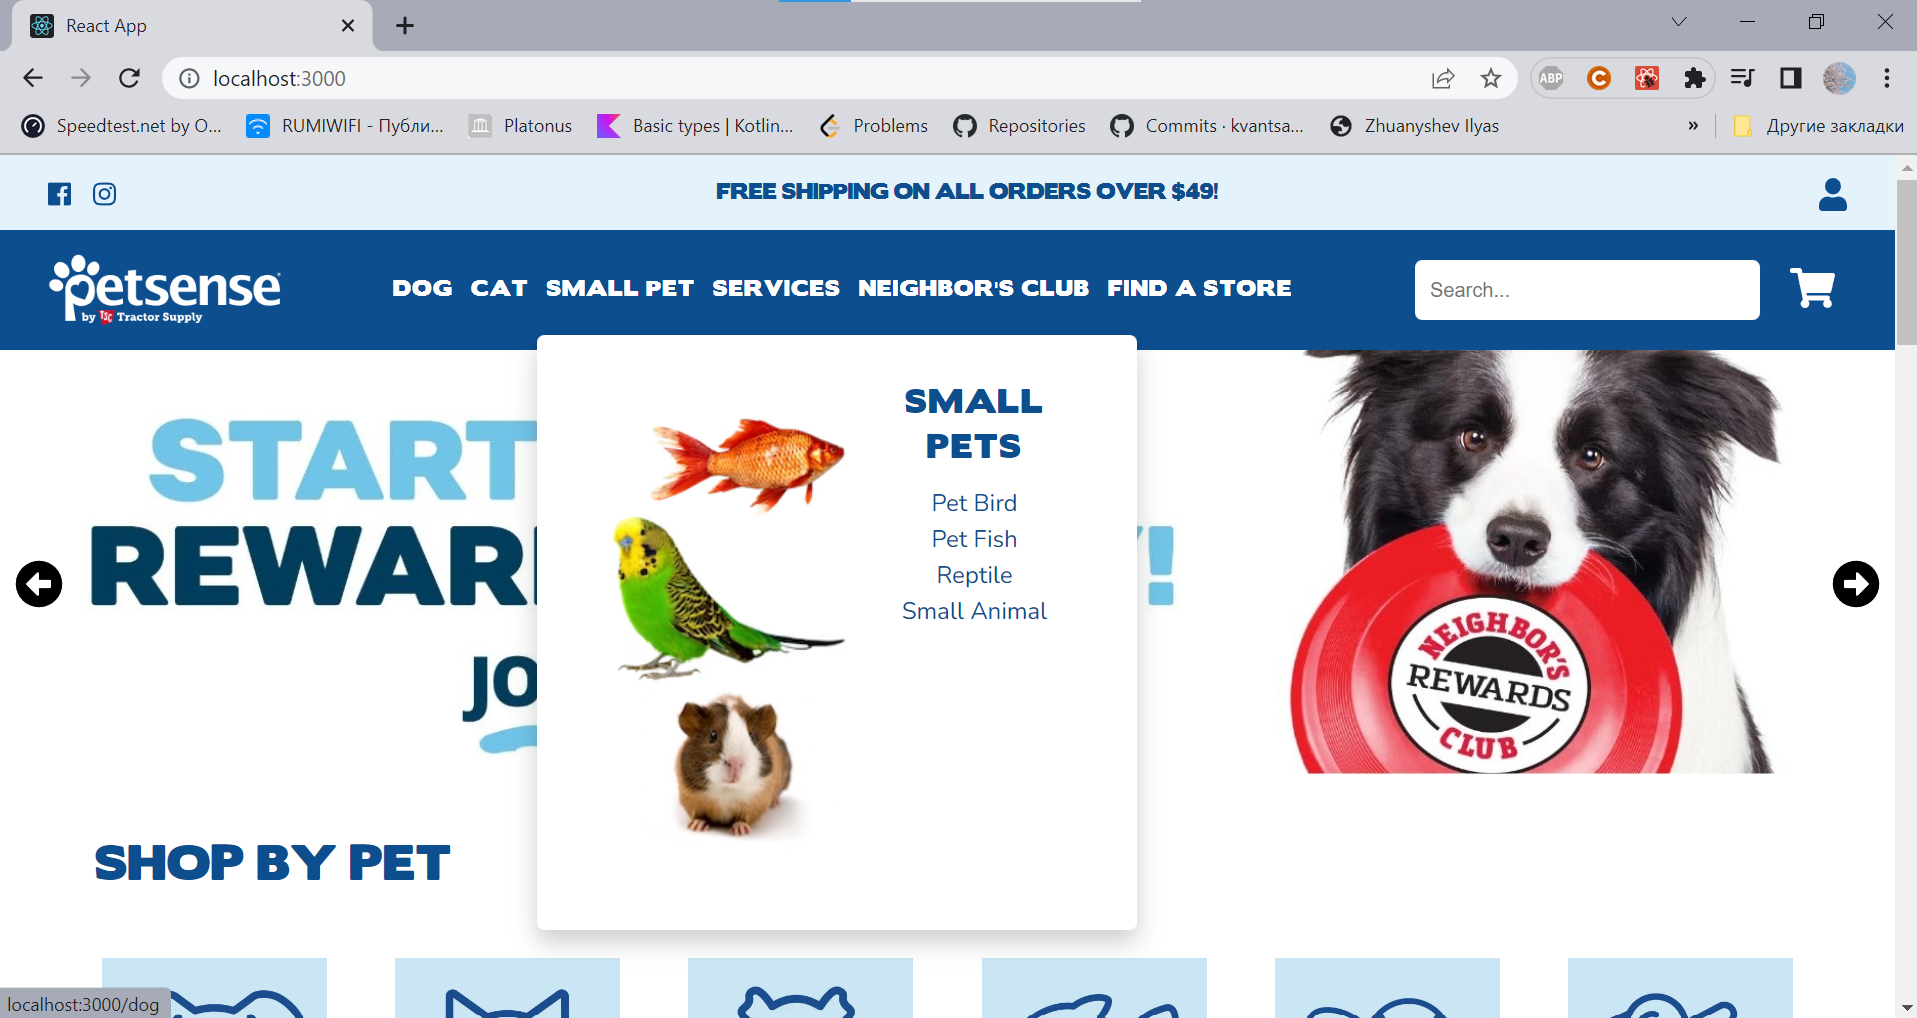 React App
localhost:3000
ABP
Speedtest.net by O...
RUMIWIFI - Публи...
Platonus
Basic types | Kotlin...
Problems
Repositories
Commits · kvantsa...
Zhuanyshev Ilyas
»
Другие закладки
FREE SHIPPING ON ALL ORDERS OVER $49!
petsense
by TSC Tractor Supply
DOG CAT SMALL PET SERVICES NEIGHBOR'S CLUB FIND A STORE
Search...
START
REWAR
Y!
JO
SMALL
PETS
Pet Bird
Pet Fish
Reptile
Small Animal
NEIGHBOR'S
REWARDS
CLUB
SHOP BY PET
localhost:3000/dog